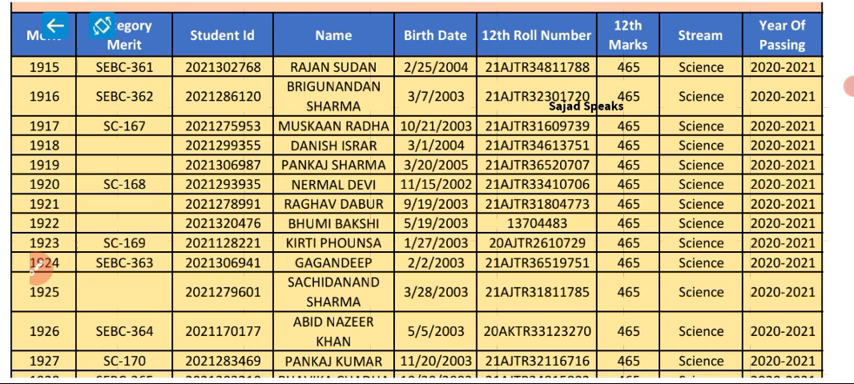 Merit Category Merit Student Id Name Birth Date 12th Roll Number 12th Marks Stream Year Of Passing
1915 SEBC-361 2021302768 RAJAN SUDAN 2/25/2004 21AJTR34811788 465 Science 2020-2021
1916 SEBC-362 2021286120 BRIGUNANDAN SHARMA 3/7/2003 21AJTR32301720 465 Science 2020-2021
Sajad Speaks
1917 SC-167 2021275953 MUSKAAN RADHA 10/21/2003 21AJTR31609739 465 Science 2020-2021
1918 2021299355 DANISH ISRAR 3/1/2004 21AJTR34613751 465 Science 2020-2021
1919 2021306987 PANKAJ SHARMA 3/20/2005 21AJTR36520707 465 Science 2020-2021
1920 SC-168 2021293935 NERMAL DEVI 11/15/2002 21AJTR33410706 465 Science 2020-2021
1921 2021278991 RAGHAV DABUR 9/19/2003 21AJTR31804773 465 Science 2020-2021
1922 2021320476 BHUMI BAKSHI 5/19/2003 13704483 465 Science 2020-2021
1923 SC-169 2021128221 KIRTI PHOUNSA 1/27/2003 20AJTR2610729 465 Science 2020-2021
1924 SEBC-363 2021306941 GAGANDEEP 2/2/2003 21AJTR36519751 465 Science 2020-2021
1925 2021279601 SACHIDANAND SHARMA 3/28/2003 21AJTR31811785 465 Science 2020-2021
1926 SEBC-364 2021170177 ABID NAZEER KHAN 5/5/2003 20AKTR33123270 465 Science 2020-2021
1927 SC-170 2021283469 PANKAJ KUMAR 11/20/2003 21AJTR32116716 465 Science 2020-2021